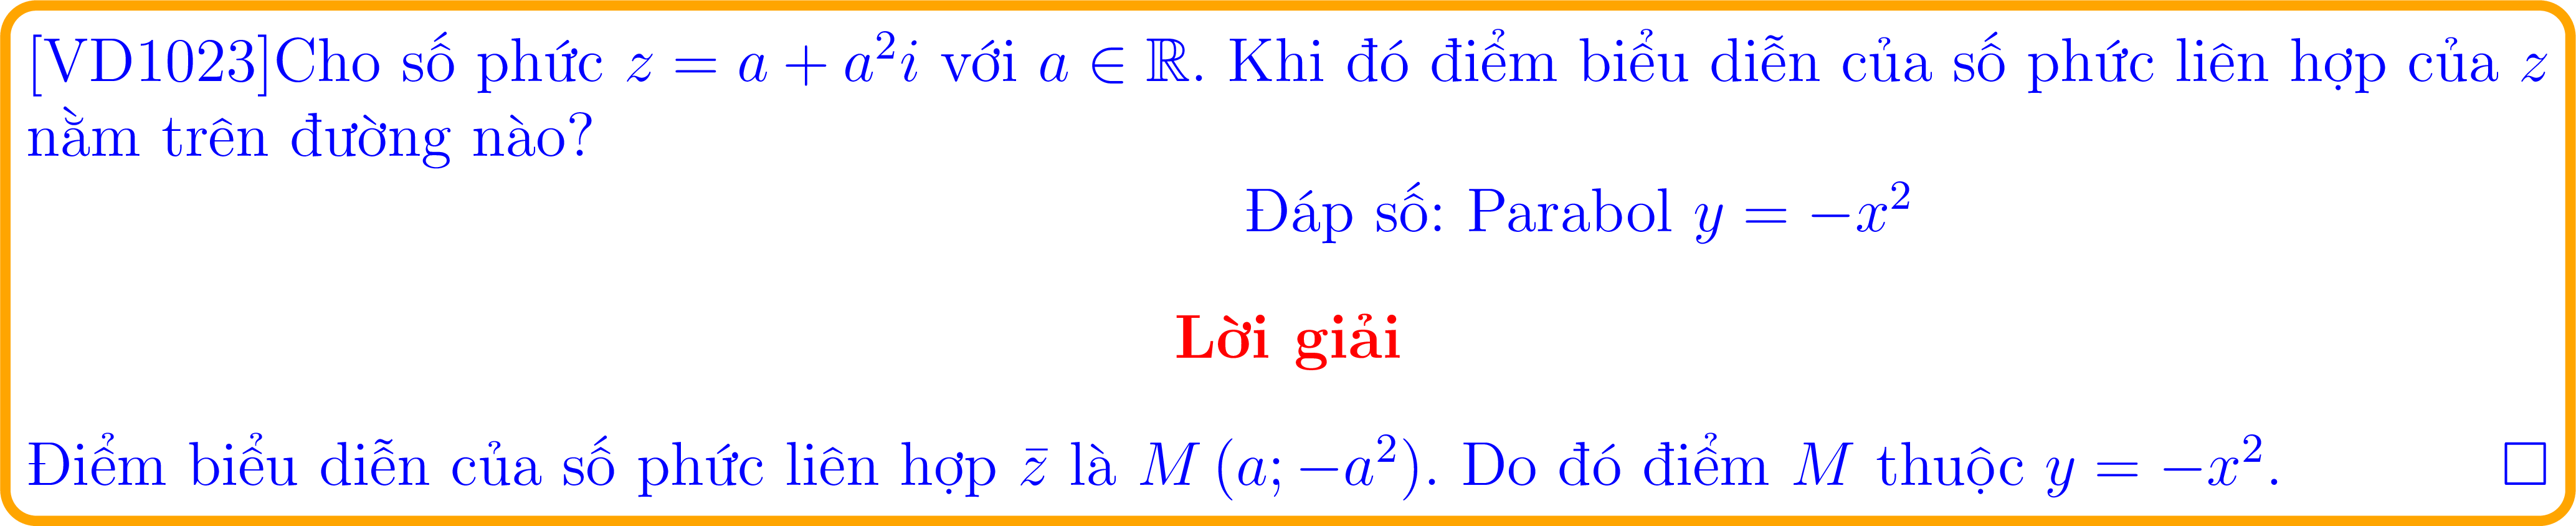 [VD1023]Cho số phức $z = a + a^2i$ với $a \in \mathbb{R}$. Khi đó điểm biểu diễn của số phức liên hợp của $z$
nằm trên đường nào?
Đáp số: Parabol $y = -x^2$
Lời giải
Điểm biểu diễn của số phức liên hợp $\bar{z}$ là $M\left(a; -a^2\right)$. Do đó điểm $M$ thuộc $y = -x^2$. □